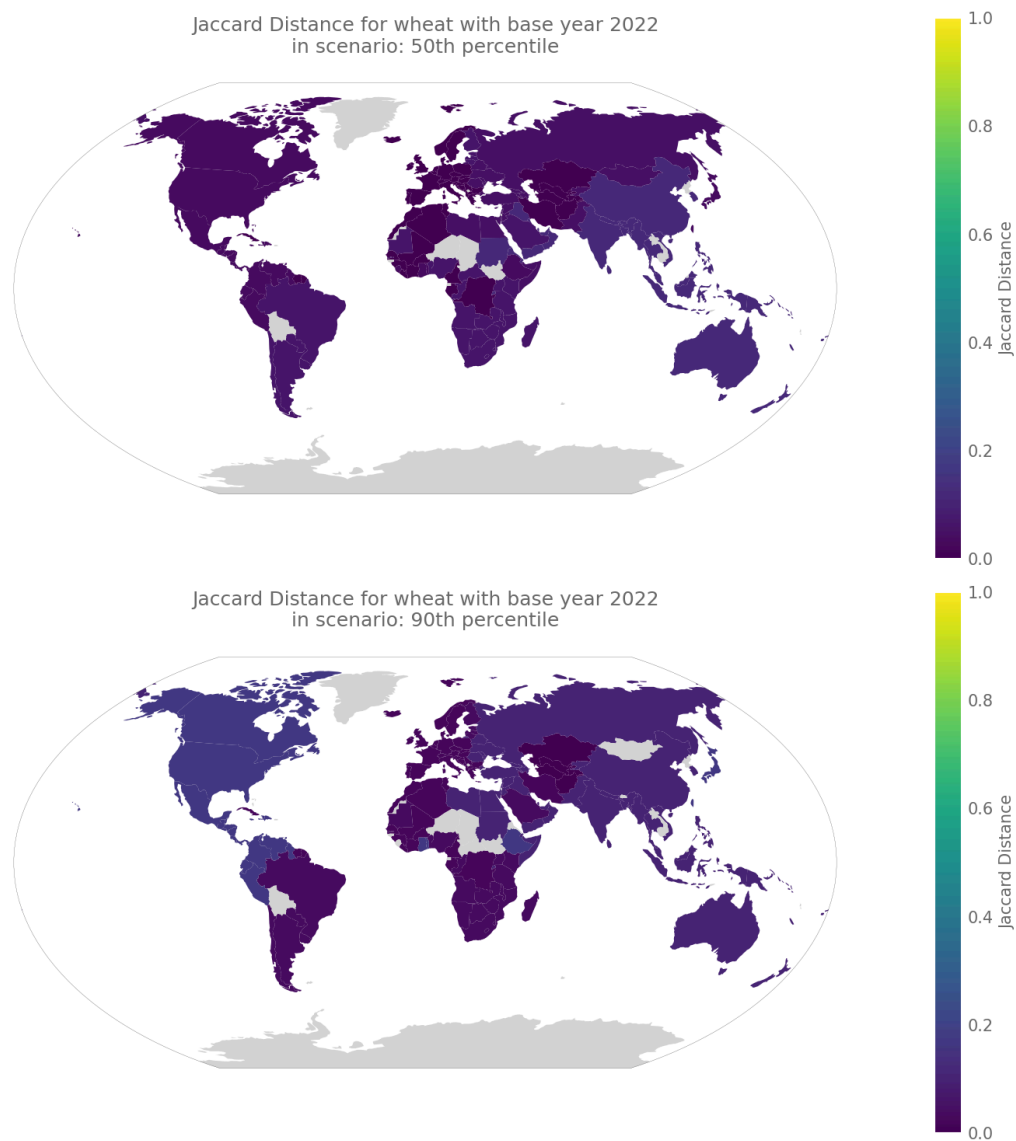 Jaccard Distance for wheat with base year 2022
in scenario: 50th percentile
1.0
0.8
0.6
0.4
0.2
0.0
Jaccard Distance
Jaccard Distance for wheat with base year 2022
in scenario: 90th percentile
1.0
0.8
0.6
0.4
0.2
0.0
Jaccard Distance